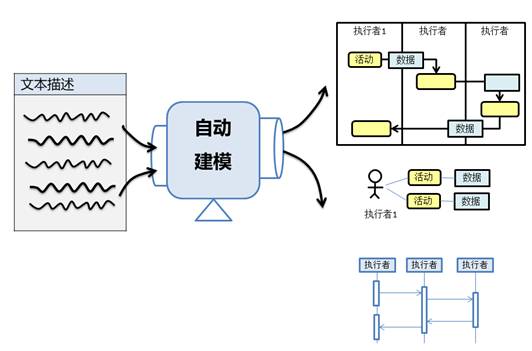 文本描述
自动
建模
执行者1 执行者 执行者
活动 数据
数据
活动 数据
活动 数据
执行者1
执行者 执行者 执行者